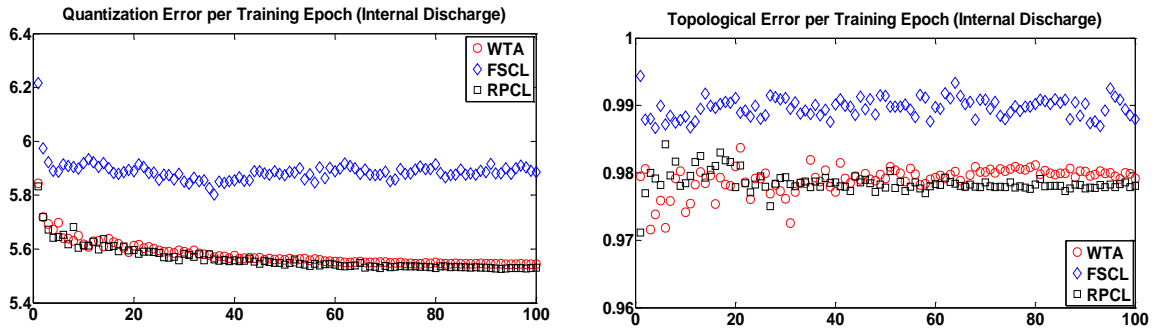 Quantization Error per Training Epoch (Internal Discharge)
6.4
6.2
6
5.8
5.6
5.4
0 20 40 60 80 100
WTA
FSCL
RPCL
Topological Error per Training Epoch (Internal Discharge)
1
0.99
0.98
0.97
0.96
0 20 40 60 80 100
WTA
FSCL
RPCL